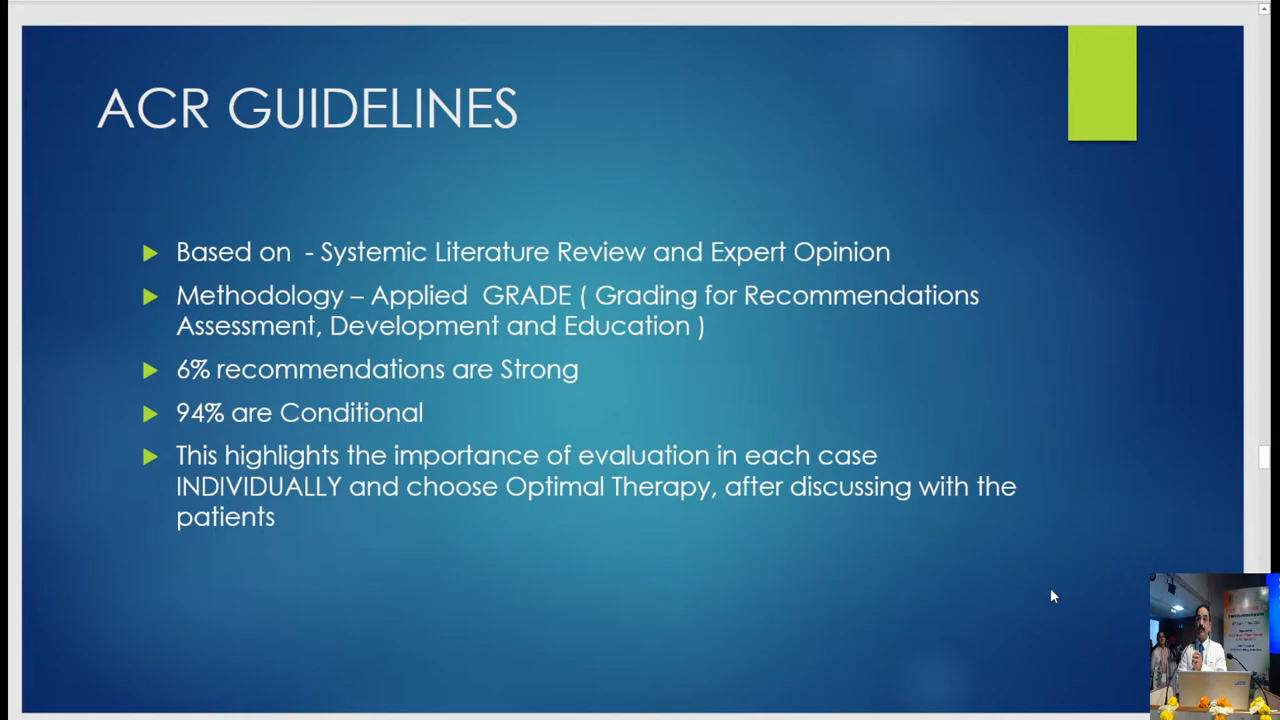 ACR GUIDELINES
Based on - Systemic Literature Review and Expert Opinion
Methodology – Applied GRADE ( Grading for Recommendations
Assessment, Development and Education )
6% recommendations are Strong
94% are Conditional
This highlights the importance of evaluation in each case
INDIVIDUALLY and choose Optimal Therapy, after discussing with the
patients